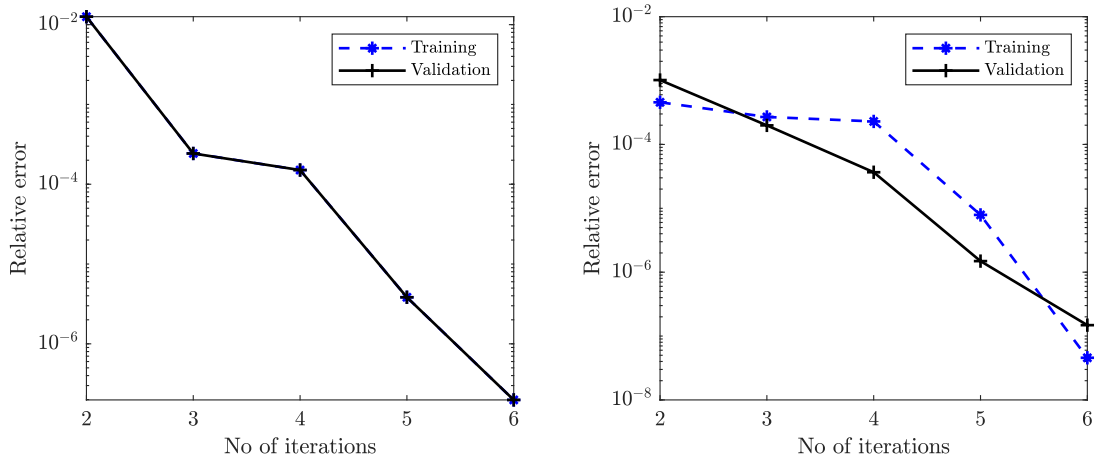 Relative error
10^{-2}
10^{-4}
10^{-6}
Training
Validation
2 3 4 5 6
No of iterations
Relative error
10^{-2}
10^{-4}
10^{-6}
10^{-8}
Training
Validation
2 3 4 5 6
No of iterations